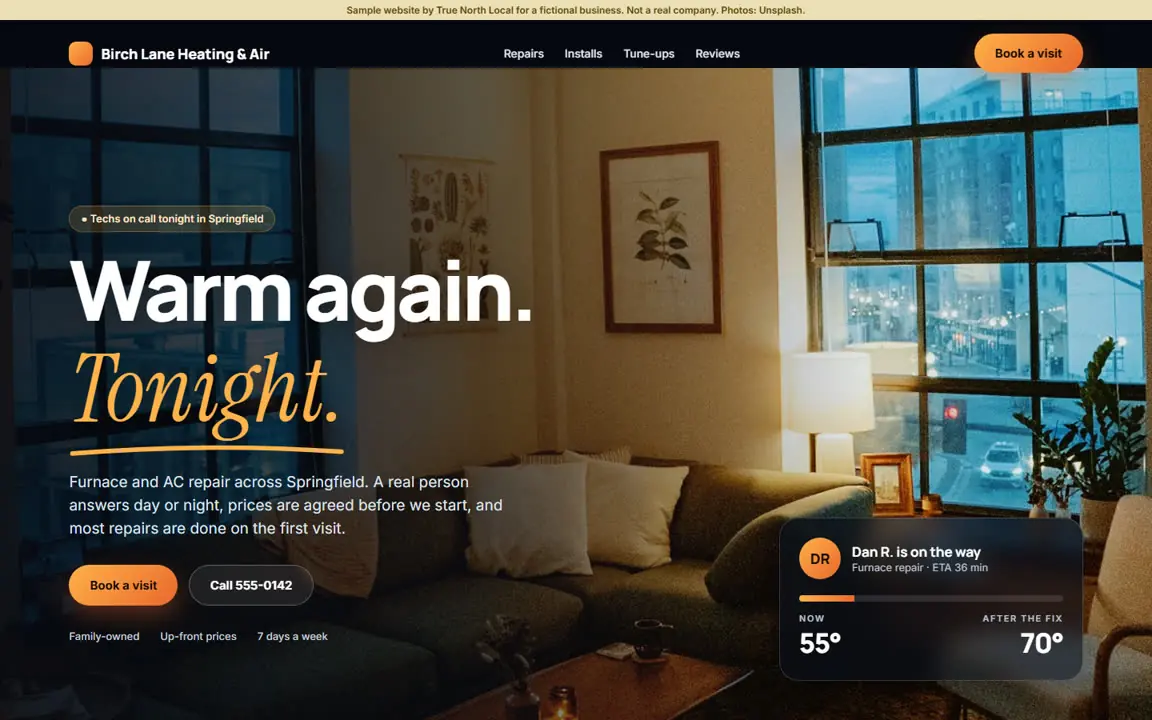 Sample website by True North Local for a fictional business. Not a real company. Photos: Unsplash.
Birch Lane Heating & Air
Repairs
Installs
Tune-ups
Reviews
Book a visit
Techs on call tonight in Springfield
Warm again.
Tonight.
Furnace and AC repair across Springfield. A real person
answers day or night, prices are agreed before we start, and
most repairs are done on the first visit.
Book a visit
Call 555-0142
Family-owned
Up-front prices
7 days a week
DR
Dan R. is on the way
Furnace repair · ETA 36 min
NOW
AFTER THE FIX
55°
70°